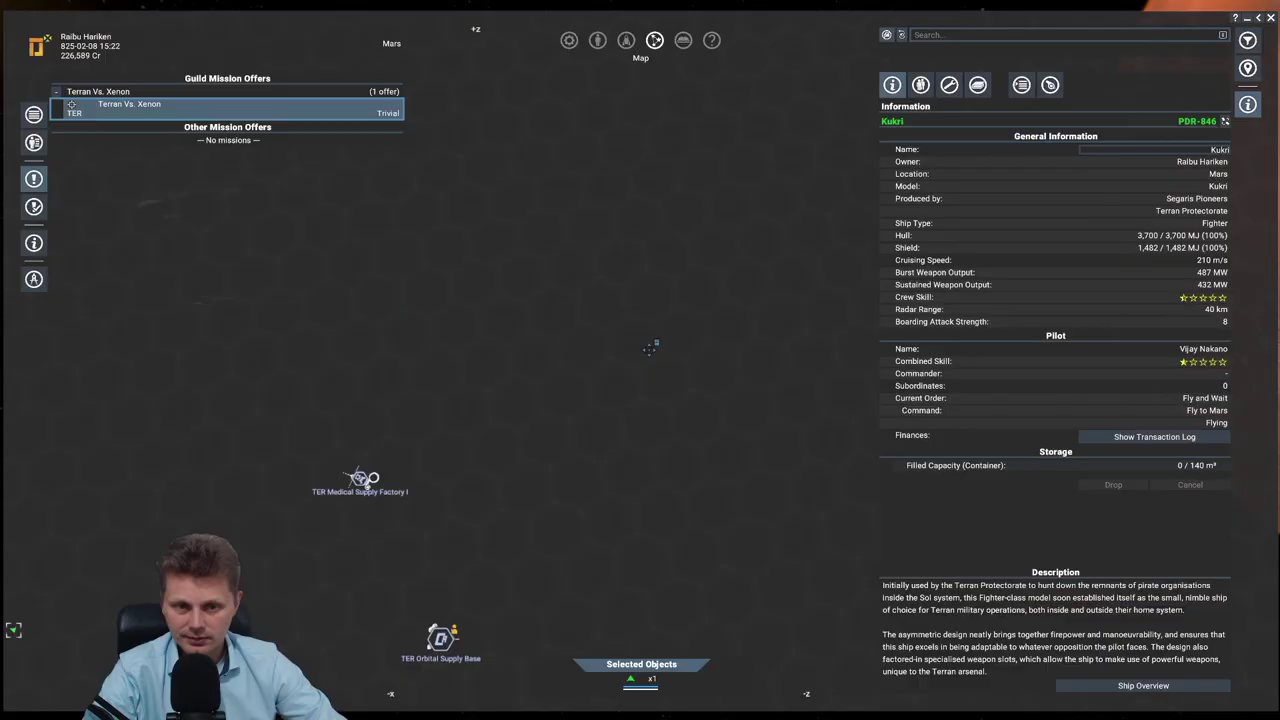 Raibu Hariken
825-02-08 15:22
226,589 Cr
Mars
+z
Map
?
Guild Mission Offers
Terran Vs. Xenon (1 offer)
Terran Vs. Xenon
TER Trivial
Other Mission Offers
— No missions —
TER Medical Supply Factory I
TER Orbital Supply Base
-x
-z
Selected Objects
x1
Search...
Information
Kukri PDR-846
General Information
Name: Kukri
Owner: Raibu Hariken
Location: Mars
Model: Kukri
Produced by: Segaris Pioneers
Terran Protectorate
Ship Type: Fighter
Hull: 3,700 / 3,700 MJ (100%)
Shield: 1,482 / 1,482 MJ (100%)
Cruising Speed: 210 m/s
Burst Weapon Output: 487 MW
Sustained Weapon Output: 432 MW
Crew Skill:
Radar Range: 40 km
Boarding Attack Strength: 8
Pilot
Name: Vijay Nakano
Combined Skill:
Commander: -
Subordinates: 0
Current Order: Fly and Wait
Command: Fly to Mars
Flying
Finances: Show Transaction Log
Storage
Filled Capacity (Container): 0 / 140 m³
Drop Cancel
Description
Initially used by the Terran Protectorate to hunt down the remnants of pirate organisations
inside the Sol system, this Fighter-class model soon established itself as the small, nimble ship
of choice for Terran military operations, both inside and outside their home system.
The asymmetric design neatly brings together firepower and manoeuvrability, and ensures that
this ship excels in being adaptable to whatever opposition the pilot faces. The design also
factored-in specialised weapon slots, which allow the ship to make use of powerful weapons,
unique to the Terran arsenal.
Ship Overview